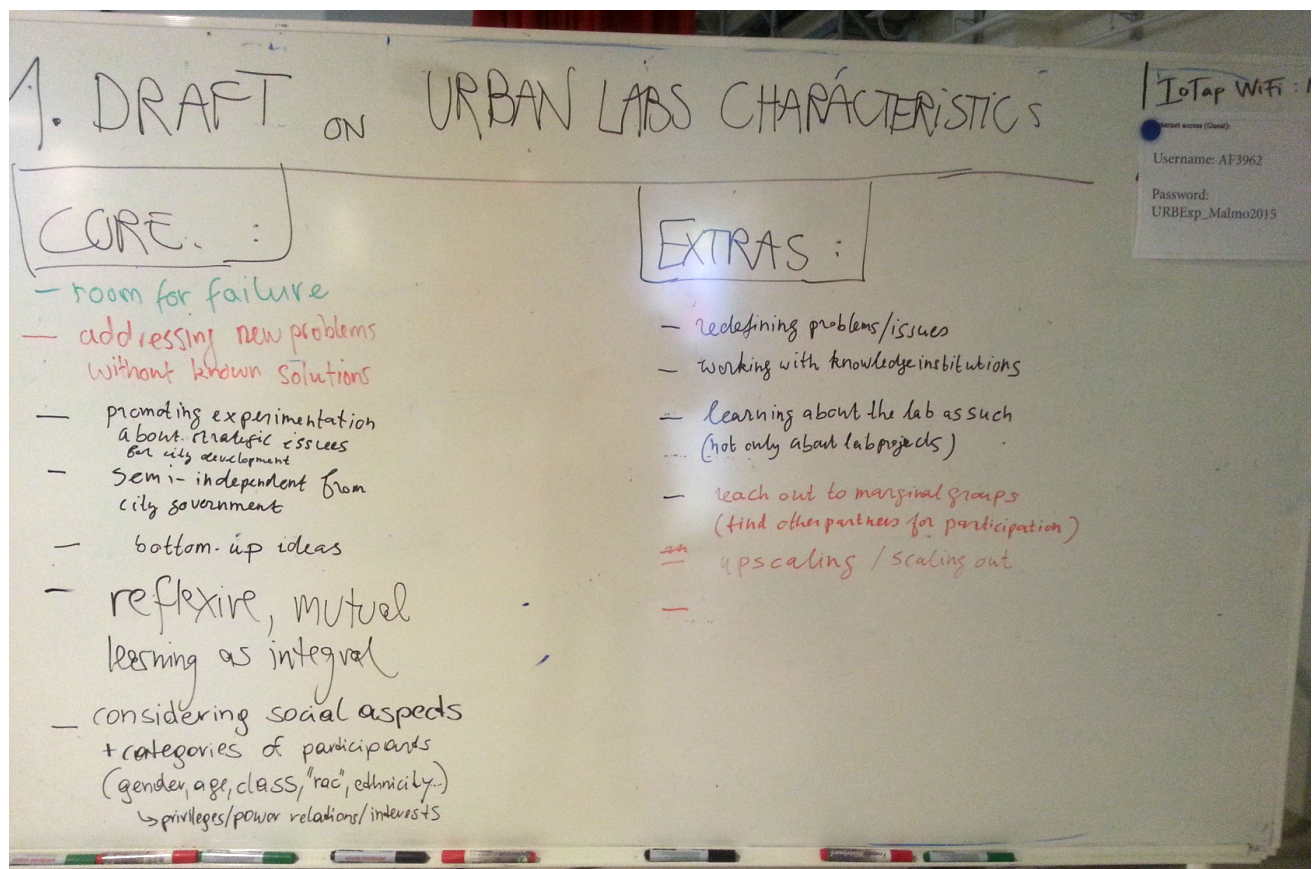 1. DRAFT ON URBAN LABS CHARACTERISTICS
CORE. :
- room for failure
- addressing new problems
without known solutions
- promoting experimentation
about strategic issues
for city development
- semi-independent from
city government
- bottom-up ideas
- reflexive, mutual
learning as integral
- considering social aspects
+ categories of participants
(gender, age, class, "rac", ethnicity..)
↳ privileges/power relations/interests
EXTRAS :
- redefining problems/issues
- working with knowledge institutions
- learning about the lab as such
(not only about lab projects)
- reach out to marginal groups
(find other partners for participation)
- upscaling / scaling out
-
IoTap WiFi :
Internet access (Guest):
Username: AF3962
Password:
URBExp_Malmo2015